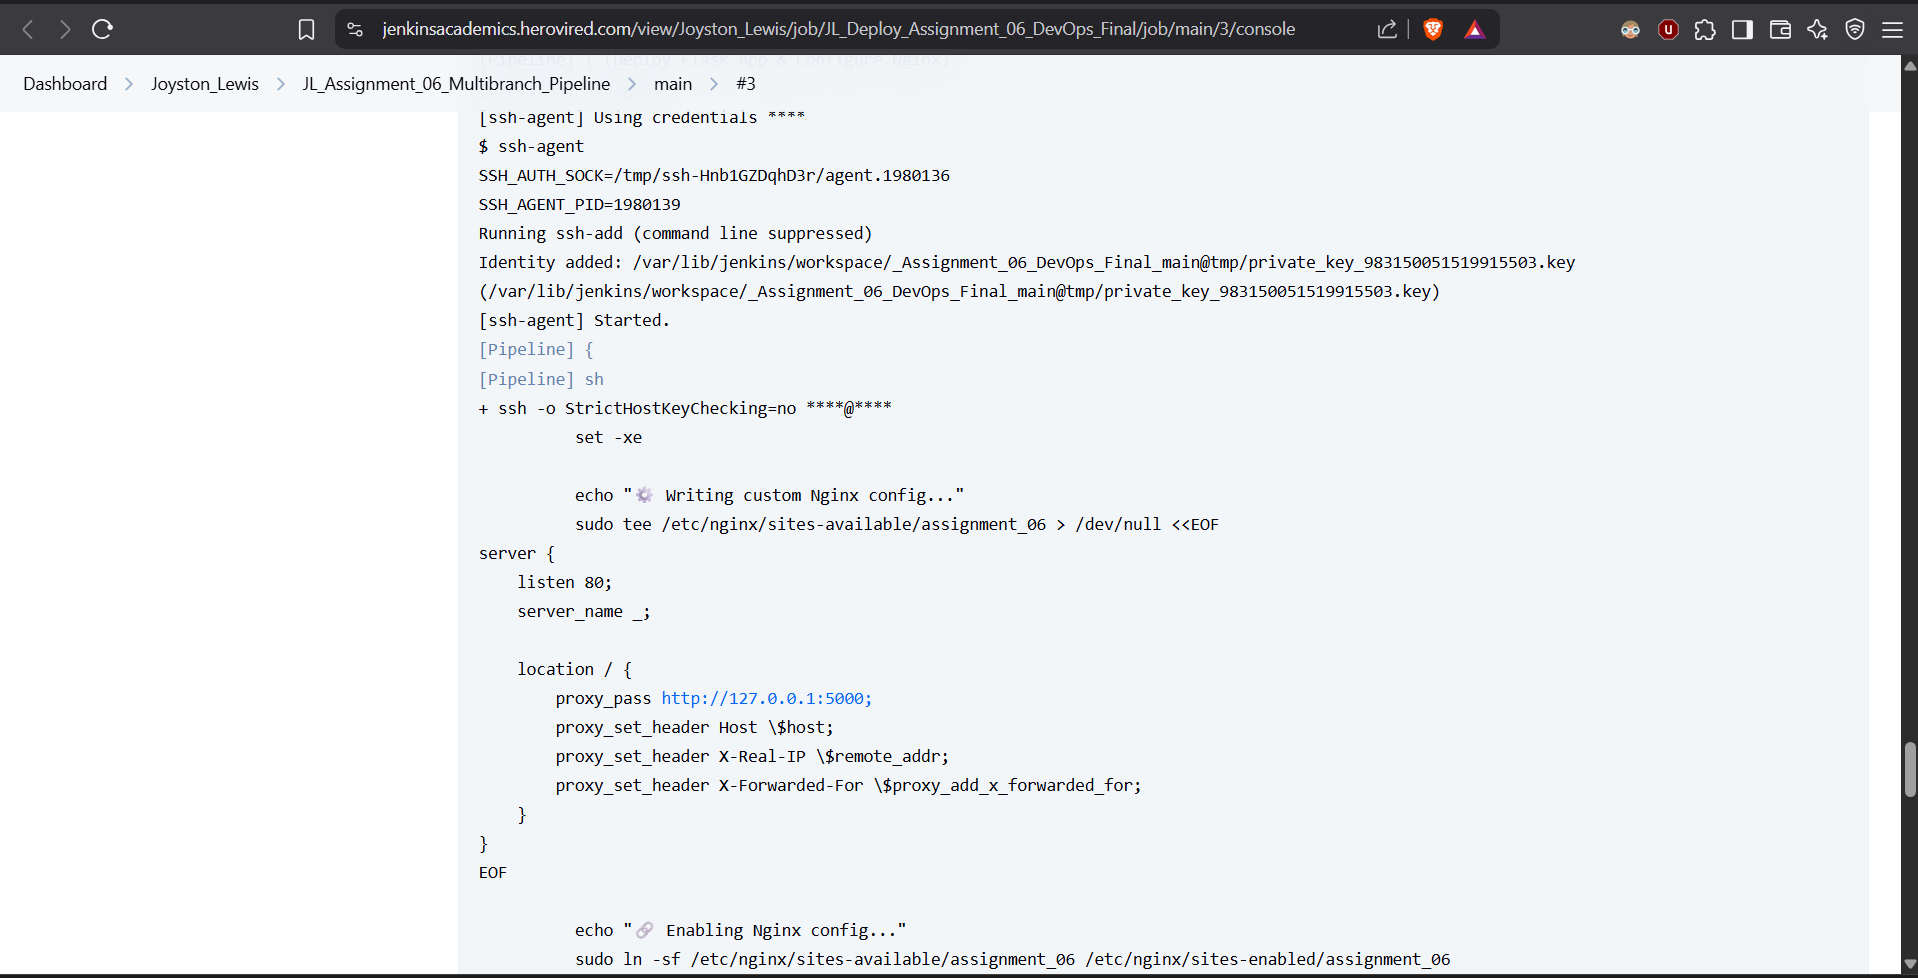 jenkinsacademics.herovired.com/view/Joyston_Lewis/job/JL_Deploy_Assignment_06_DevOps_Final/job/main/3/console
[Pipeline] { (Deploy Flask App & Configure Nginx)
Dashboard > Joyston_Lewis > JL_Assignment_06_Multibranch_Pipeline > main > #3
[ssh-agent] Using credentials ****
$ ssh-agent
SSH_AUTH_SOCK=/tmp/ssh-Hnb1GZDqhD3r/agent.1980136
SSH_AGENT_PID=1980139
Running ssh-add (command line suppressed)
Identity added: /var/lib/jenkins/workspace/_Assignment_06_DevOps_Final_main@tmp/private_key_983150051519915503.key
(/var/lib/jenkins/workspace/_Assignment_06_DevOps_Final_main@tmp/private_key_983150051519915503.key)
[ssh-agent] Started.
[Pipeline] {
[Pipeline] sh
+ ssh -o StrictHostKeyChecking=no ****@****
set -xe
echo "⚙️ Writing custom Nginx config..."
sudo tee /etc/nginx/sites-available/assignment_06 > /dev/null <<EOF
server {
listen 80;
server_name _;
location / {
proxy_pass http://127.0.0.1:5000;
proxy_set_header Host \$host;
proxy_set_header X-Real-IP \$remote_addr;
proxy_set_header X-Forwarded-For \$proxy_add_x_forwarded_for;
}
}
EOF
echo "🔗 Enabling Nginx config..."
sudo ln -sf /etc/nginx/sites-available/assignment_06 /etc/nginx/sites-enabled/assignment_06